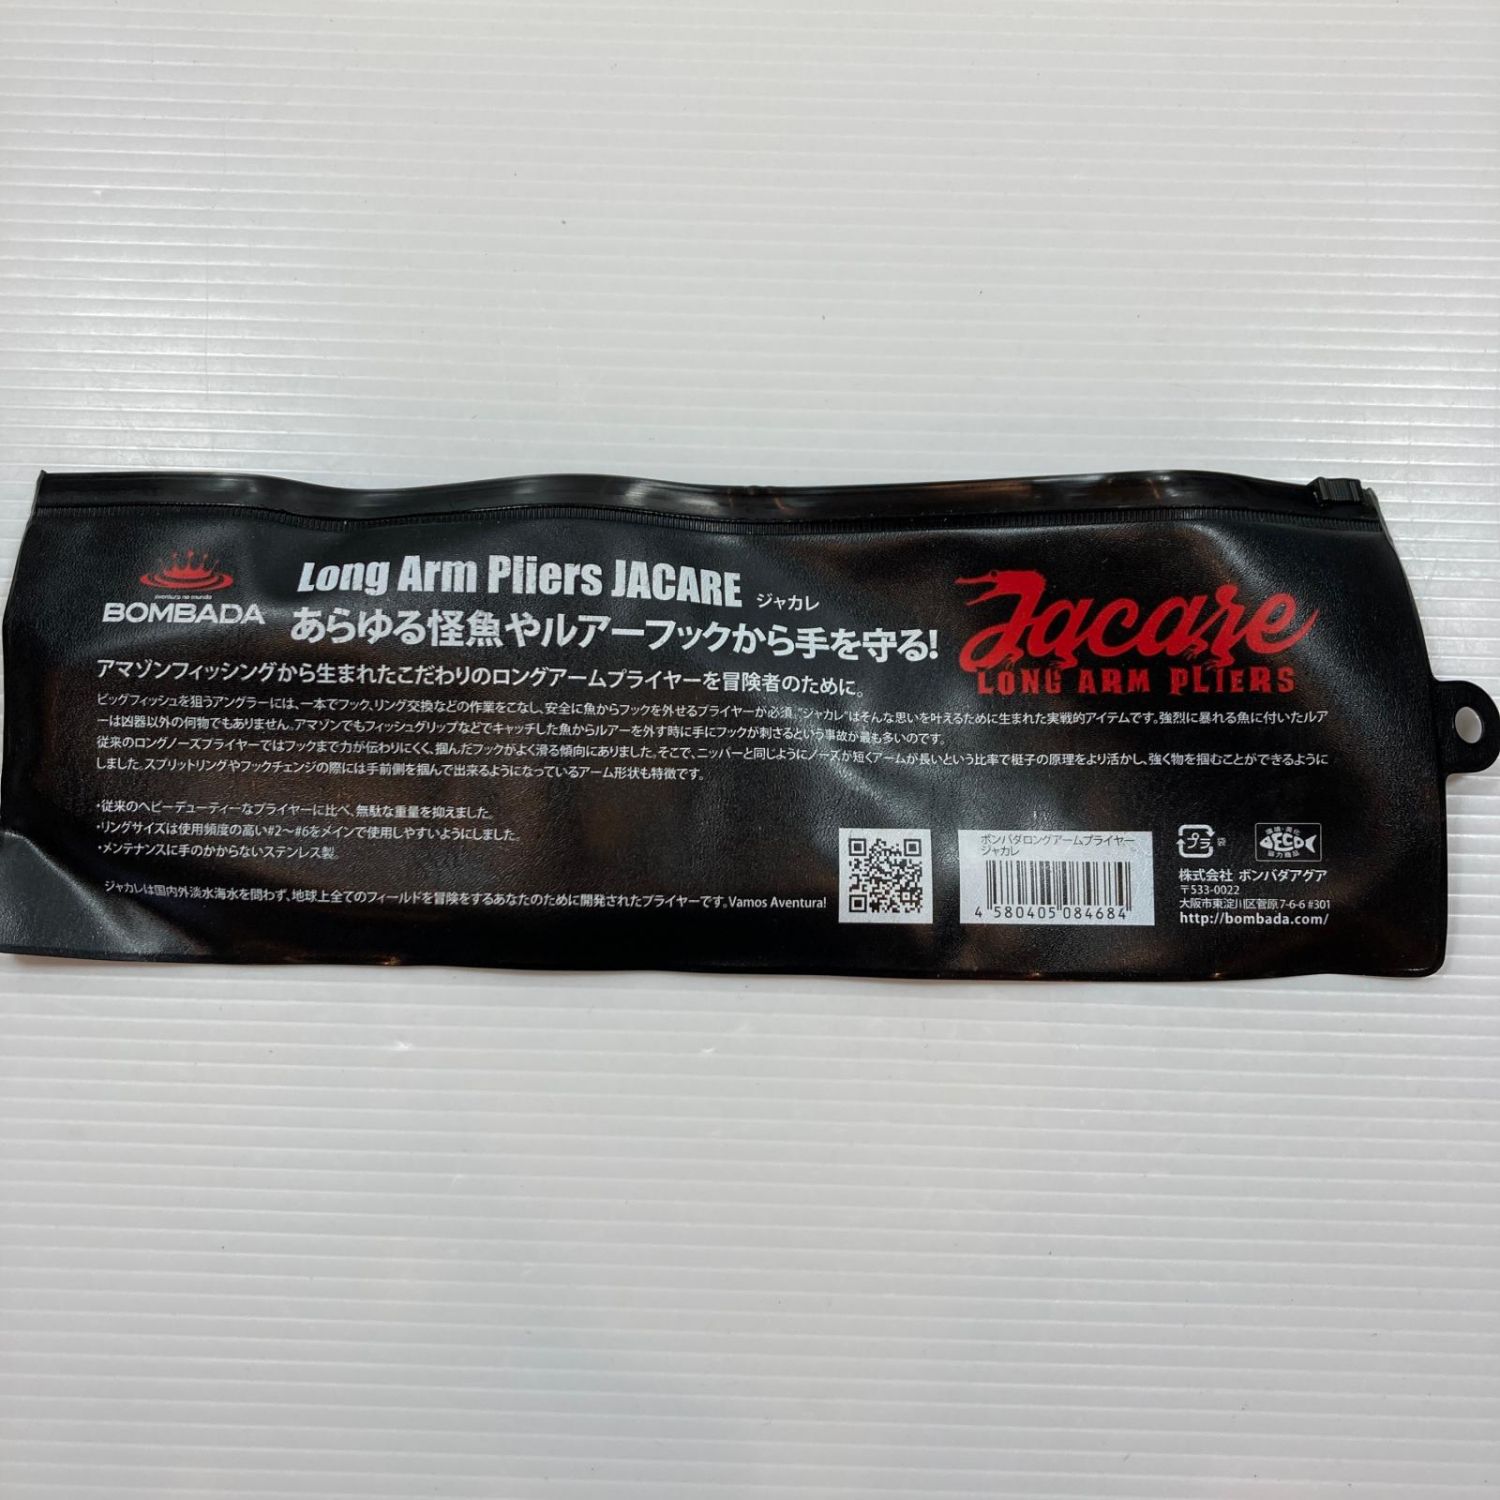 aventura no mundo
BOMBADA
Long Arm Pliers JACARE ジャカレ
あらゆる怪魚やルアーフックから手を守る!
アマゾンフィッシングから生まれたこだわりのロングアームプライヤーを冒険者のために。
Jacare
LONG ARM PLIERS
ビッグフィッシュを狙うアングラーには、一本でフック、リング交換などの作業をこなし、安全に魚からフックを外せるプライヤーが必須。"ジャカレ"はそんな思いを叶えるために生まれた実戦的アイテムです。強烈に暴れる魚に付いたルア
ーは凶器以外の何物でもありません。アマゾンでもフィッシュグリップなどでキャッチした魚からルアーを外す時に手にフックが刺さるという事故が最も多いのです。
従来のロングノーズプライヤーではフックまで力が伝わりにくく、掴んだフックがよく滑る傾向にありました。そこで、ニッパーと同じようにノーズが短くアームが長いという比率で梃子の原理をより活かし、強く物を掴むことができるように
しました。スプリットリングやフックチェンジの際には手前側を掴んで出来るようになっているアーム形状も特徴です。
・従来のヘビーデューティーなプライヤーに比べ、無駄な重量を抑えました。
・リングサイズは使用頻度の高い#2〜#6をメインで使用しやすいようにしました。
・メンテナンスに手のかからないステンレス製。
ジャカレは国内外淡水海水を問わず、地球上全てのフィールドを冒険をするあなたのために開発されたプライヤーです。Vamos Aventura!
ボンバダロングアームプライヤー
ジャカレ
4 580405 084684
プラ
袋
環境・美化
ECO
協力商品
株式会社 ボンバダアグア
〒533-0022
大阪市東淀川区菅原 7-6-6 #301
http://bombada.com/